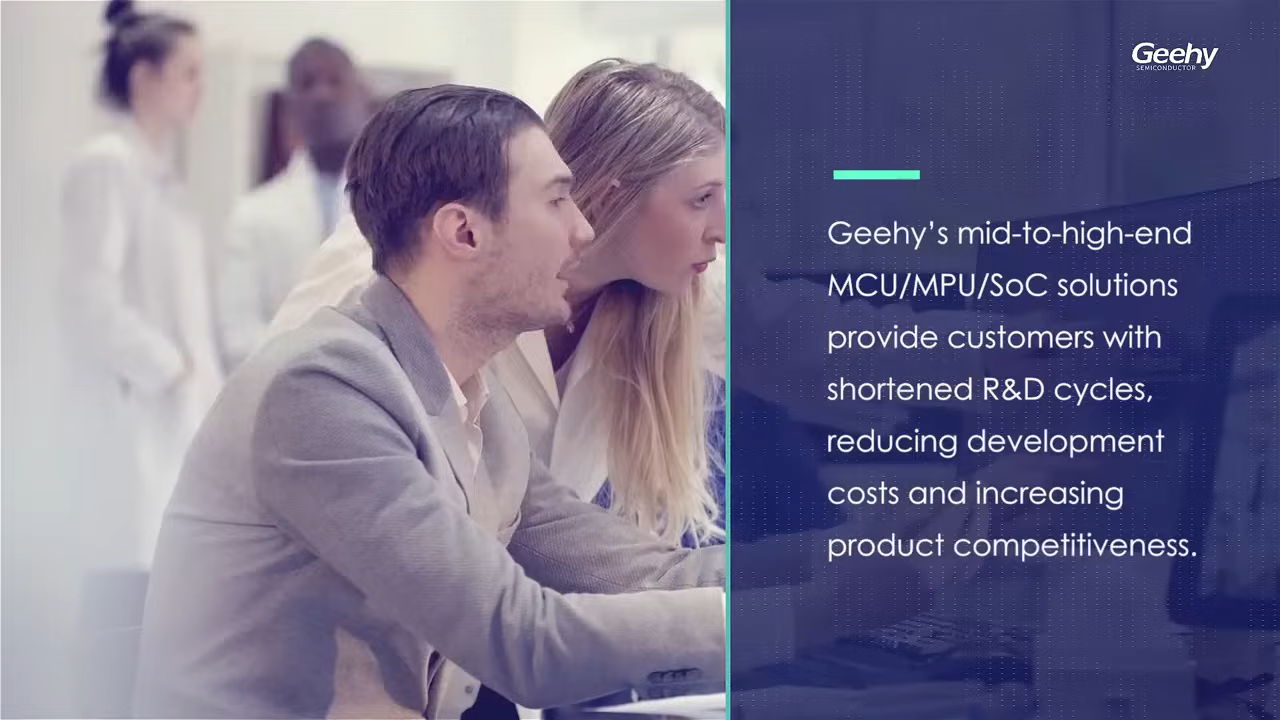 Geehy
SEMICONDUCTOR
Geehy’s mid-to-high-end
MCU/MPU/SoC solutions
provide customers with
shortened R&D cycles,
reducing development
costs and increasing
product competitiveness.